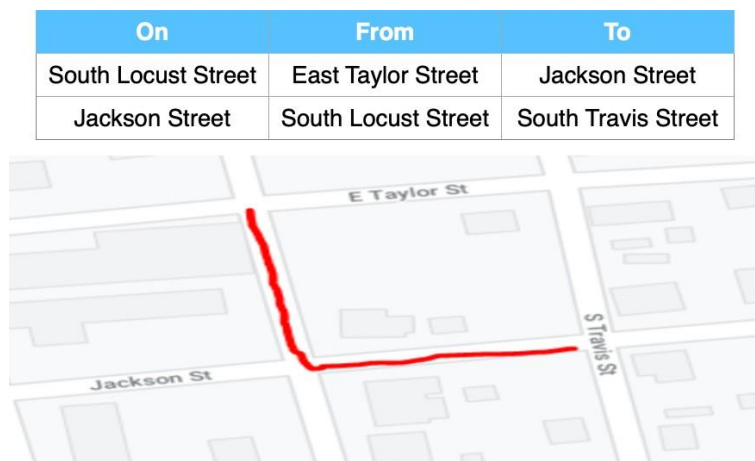 On From To
South Locust Street East Taylor Street Jackson Street
Jackson Street South Locust Street South Travis Street
E Taylor St
S Travis St
Jackson St